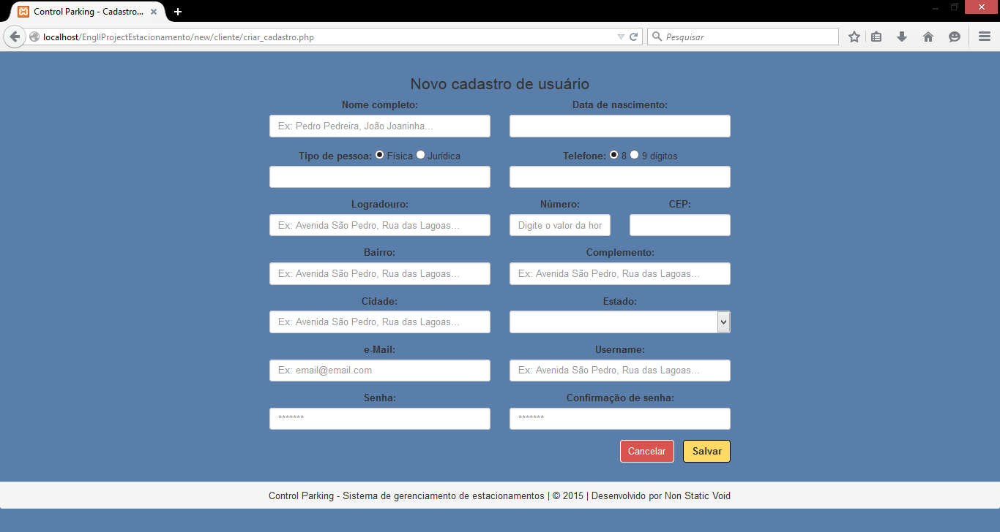 Control Parking - Cadastro...
localhost/EngIIProjectEstacionamento/new/cliente/criar_cadastro.php
Pesquisar
Novo cadastro de usuário
Nome completo: Data de nascimento:
Ex: Pedro Pedreira, João Joaninha...
Tipo de pessoa: Física Jurídica Telefone: 8 9 dígitos
Logradouro: Número: CEP:
Ex: Avenida São Pedro, Rua das Lagoas... Digite o valor da hor
Bairro: Complemento:
Ex: Avenida São Pedro, Rua das Lagoas... Ex: Avenida São Pedro, Rua das Lagoas...
Cidade: Estado:
Ex: Avenida São Pedro, Rua das Lagoas...
e-Mail: Username:
Ex: email@email.com Ex: Avenida São Pedro, Rua das Lagoas...
Senha: Confirmação de senha:
******* *******
Cancelar Salvar
Control Parking - Sistema de gerenciamento de estacionamentos | © 2015 | Desenvolvido por Non Static Void